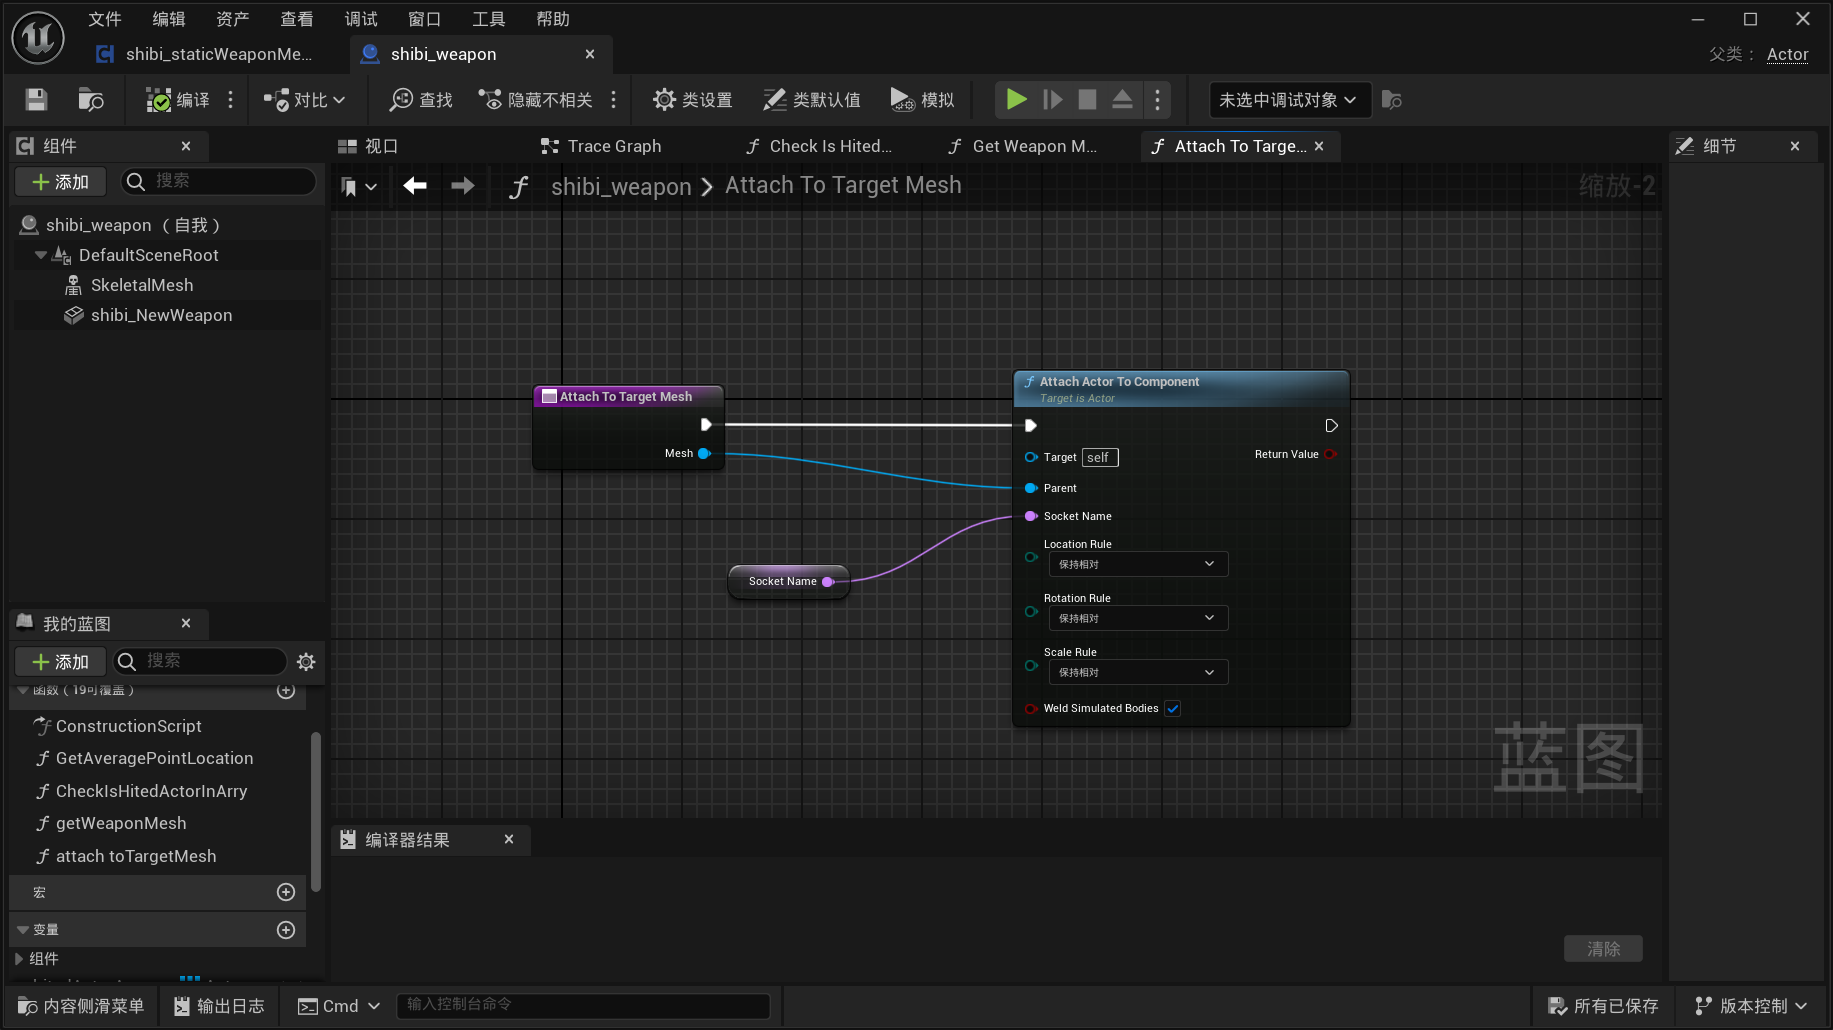 文件 编辑 资产 查看 调试 窗口 工具 帮助
shibi_staticWeaponMe...
shibi_weapon
父类： Actor
编译
对比
查找
隐藏不相关
类设置
类默认值
模拟
未选中调试对象
组件
添加
搜索
shibi_weapon （自我）
DefaultSceneRoot
SkeletalMesh
shibi_NewWeapon
视口
Trace Graph
Check Is Hited...
Get Weapon M...
Attach To Targe...
shibi_weapon
Attach To Target Mesh
缩放-2
Attach To Target Mesh
Mesh
Socket Name
Attach Actor To Component
Target is Actor
Target self
Return Value
Parent
Socket Name
Location Rule
保持相对
Rotation Rule
保持相对
Scale Rule
保持相对
Weld Simulated Bodies
蓝图
细节
我的蓝图
添加
搜索
函数（19可覆盖）
ConstructionScript
GetAveragePointLocation
CheckIsHitedActorInArry
getWeaponMesh
attach toTargetMesh
宏
变量
组件
编译器结果
清除
内容侧滑菜单
输出日志
Cmd
输入控制台命令
所有已保存
版本控制